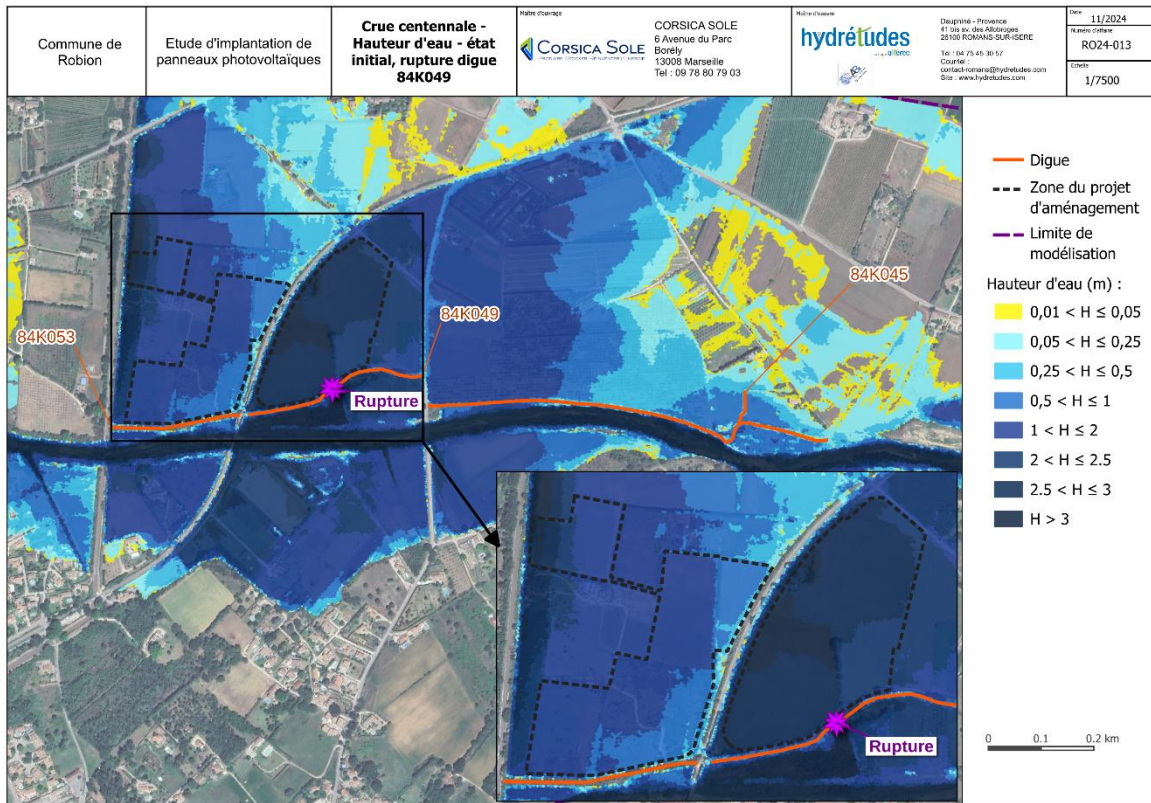 Commune de
Robion
Etude d'implantation de
panneaux photovoltaïques
Crue centennale -
Hauteur d'eau - état
initial, rupture digue
84K049
Maître d'ouvrage
CORSICA SOLE
CORSICA SOLE
6 Avenue du Parc
Borély
13008 Marseille
Tel : 09 78 80 79 03
Maître d'oeuvre
hydrétudes
Dauphiné - Provence
41 bis av. des Allobroges
26100 ROMANS-SUR-ISERE
Tél : 04 75 45 30 57
Courriel :
contact-romans@hydretudes.com
Site : www.hydretudes.com
Date
11/2024
Numéro d'affaire
RO24-013
Echelle
1/7500
84K053
84K049
84K045
Rupture
Rupture
Digue
Zone du projet
d'aménagement
Limite de
modélisation
Hauteur d'eau (m) :
0,01 < H ≤ 0,05
0,05 < H ≤ 0,25
0,25 < H ≤ 0,5
0,5 < H ≤ 1
1 < H ≤ 2
2 < H ≤ 2.5
2.5 < H ≤ 3
H > 3
0 0.1 0.2 km